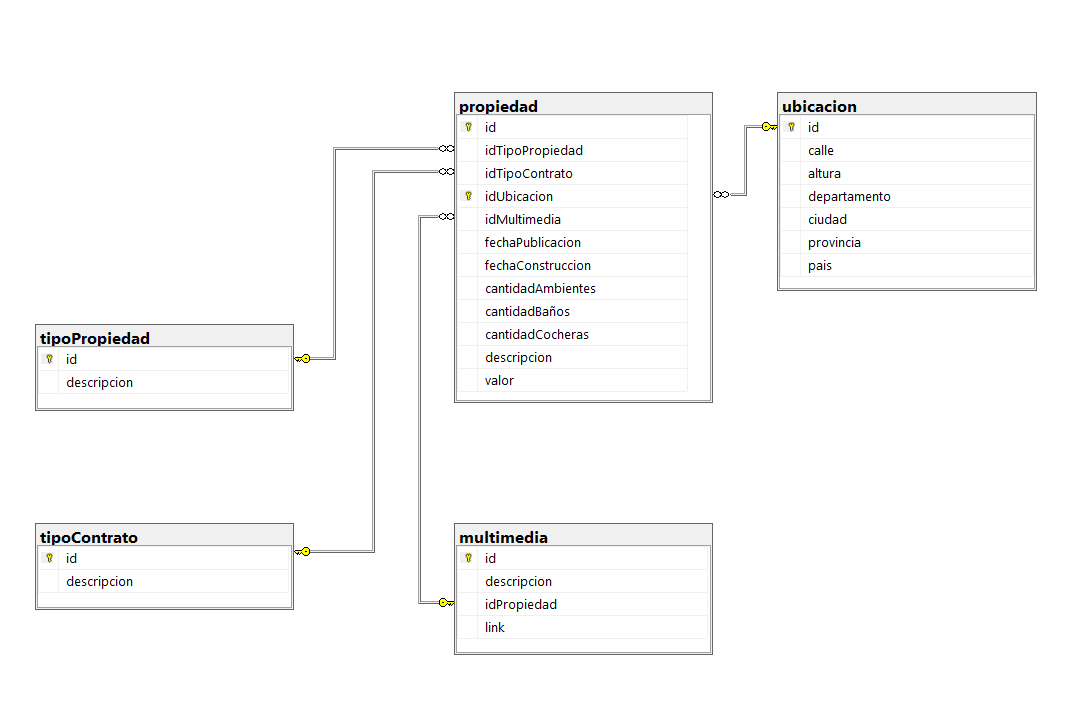 propiedad
id
idTipoPropiedad
idTipoContrato
idUbicacion
idMultimedia
fechaPublicacion
fechaConstruccion
cantidadAmbientes
cantidadBaños
cantidadCocheras
descripcion
valor
ubicacion
id
calle
altura
departamento
ciudad
provincia
pais
tipoPropiedad
id
descripcion
tipoContrato
id
descripcion
multimedia
id
descripcion
idPropiedad
link